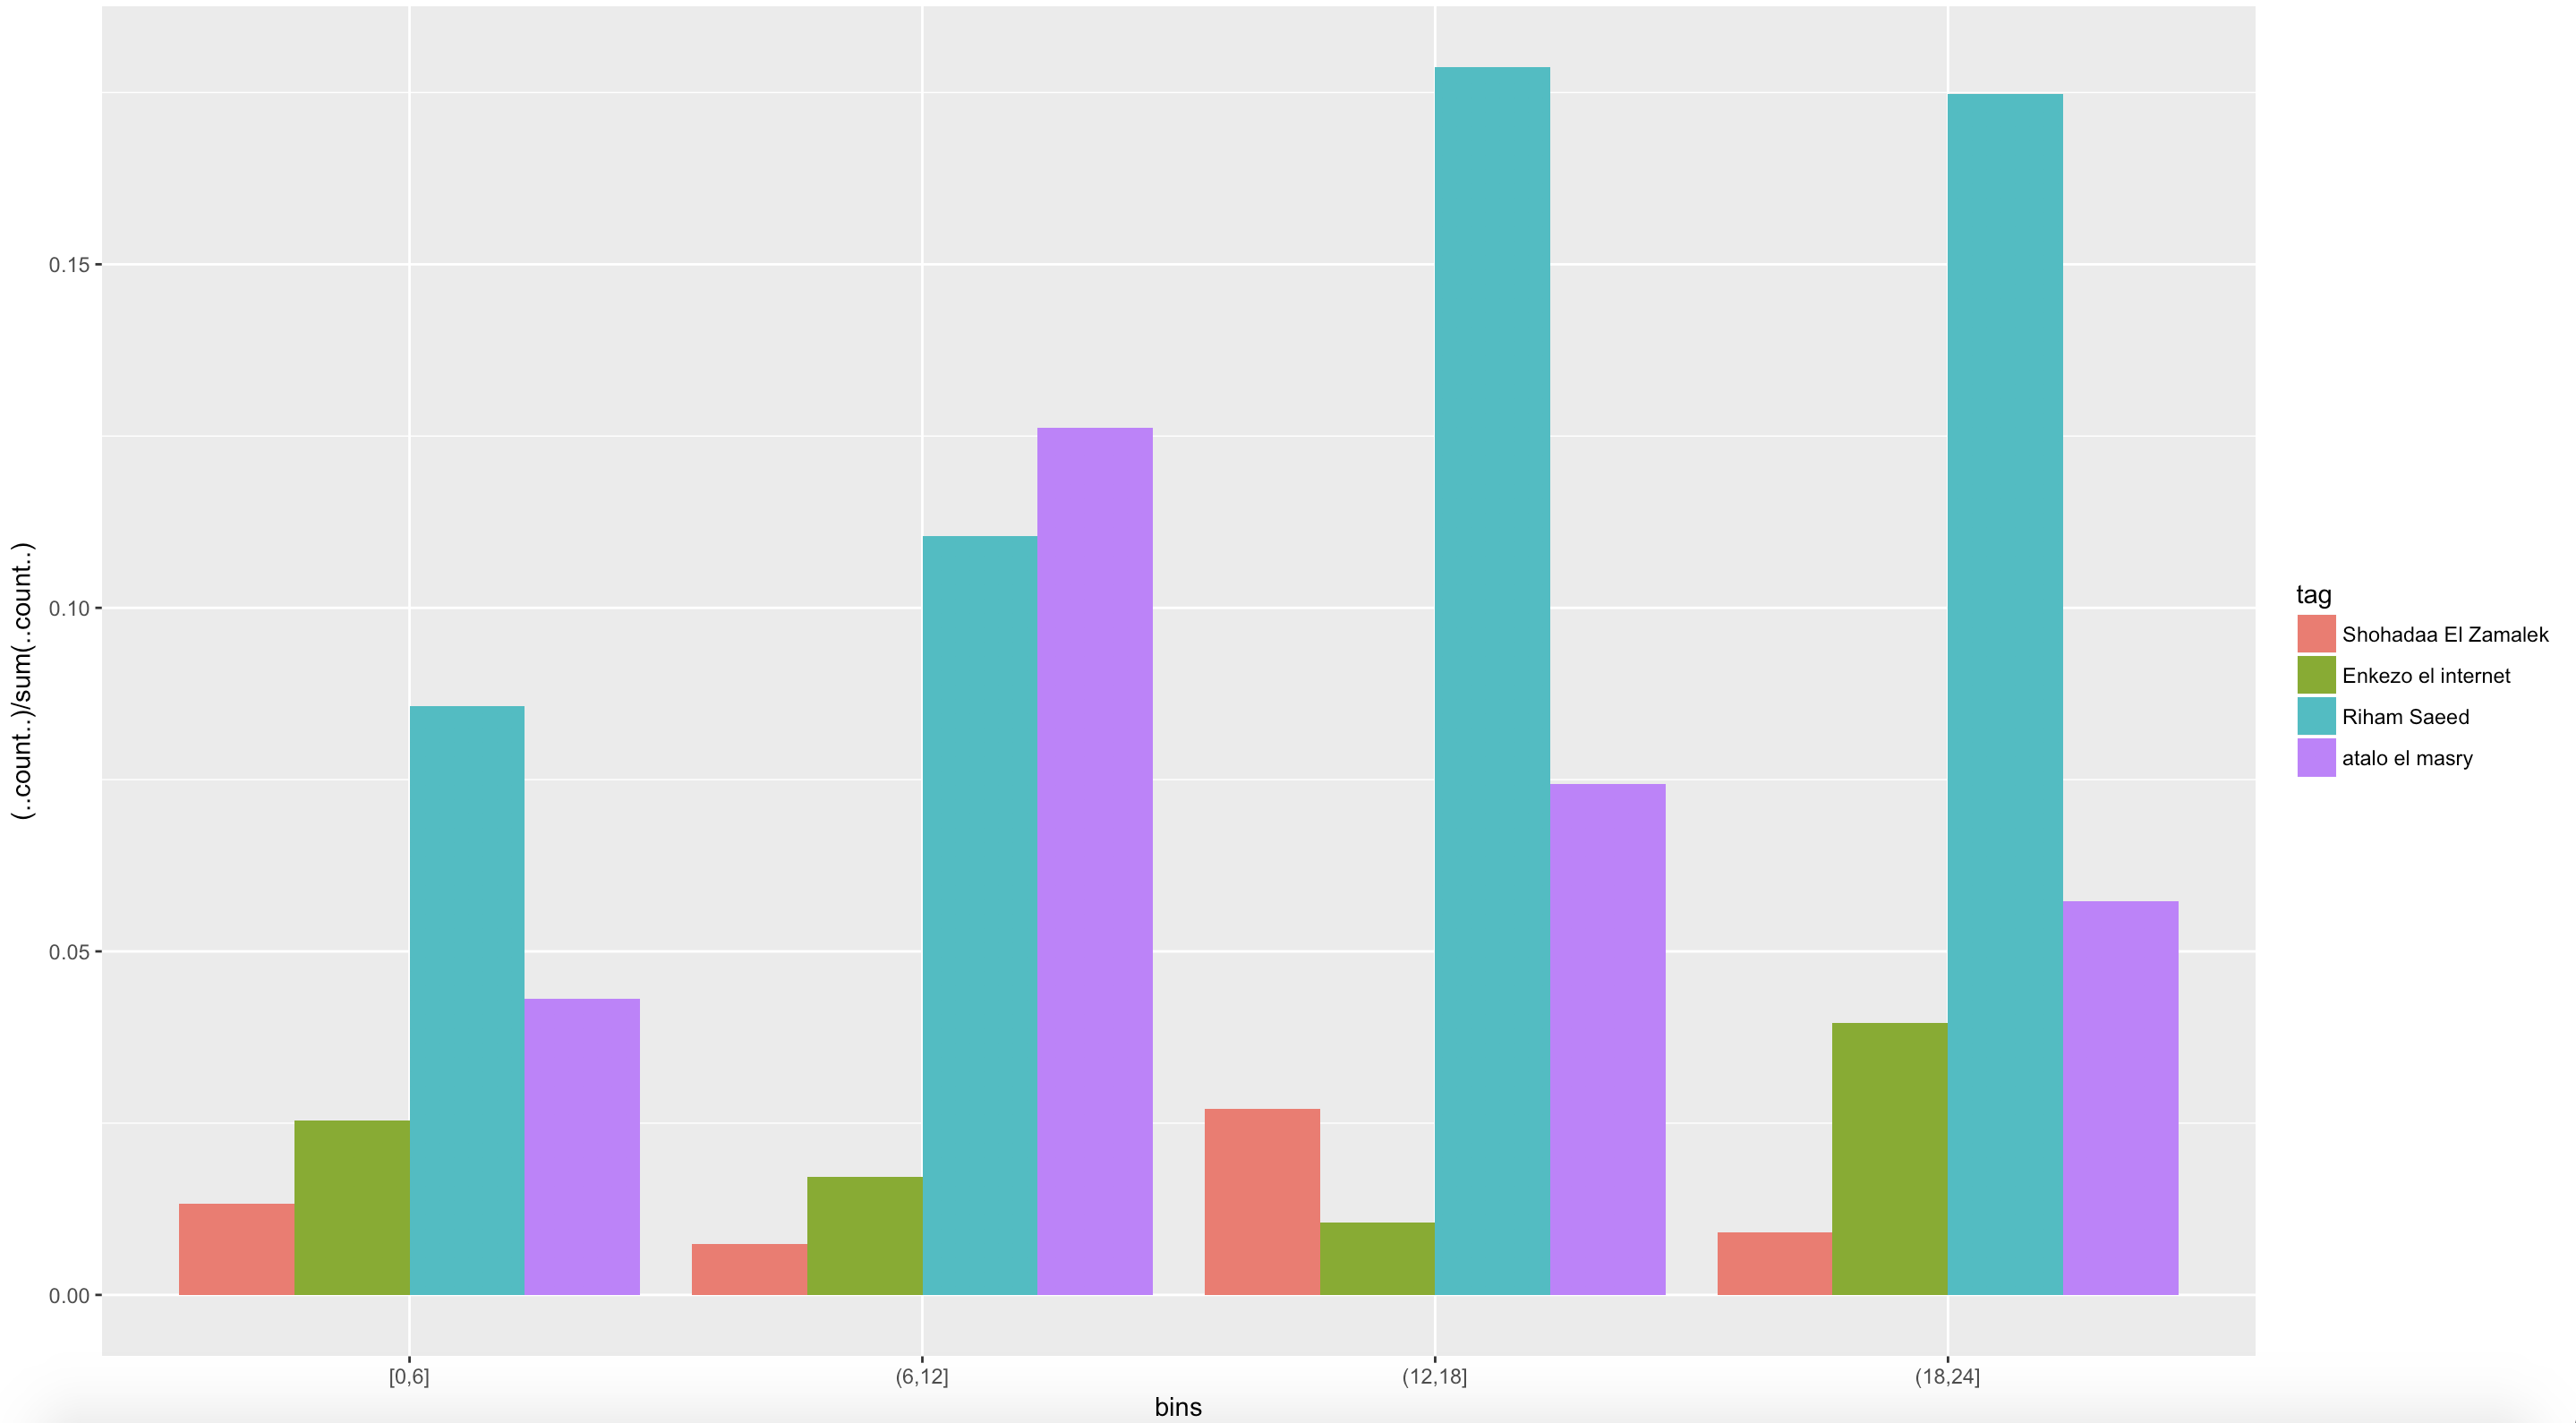 (..count..)/sum(..count..)
0.15
0.10
0.05
0.00
[0,6]
(6,12]
(12,18]
(18,24]
bins
tag
Shohadaa El Zamalek
Enkezo el internet
Riham Saeed
atalo el masry